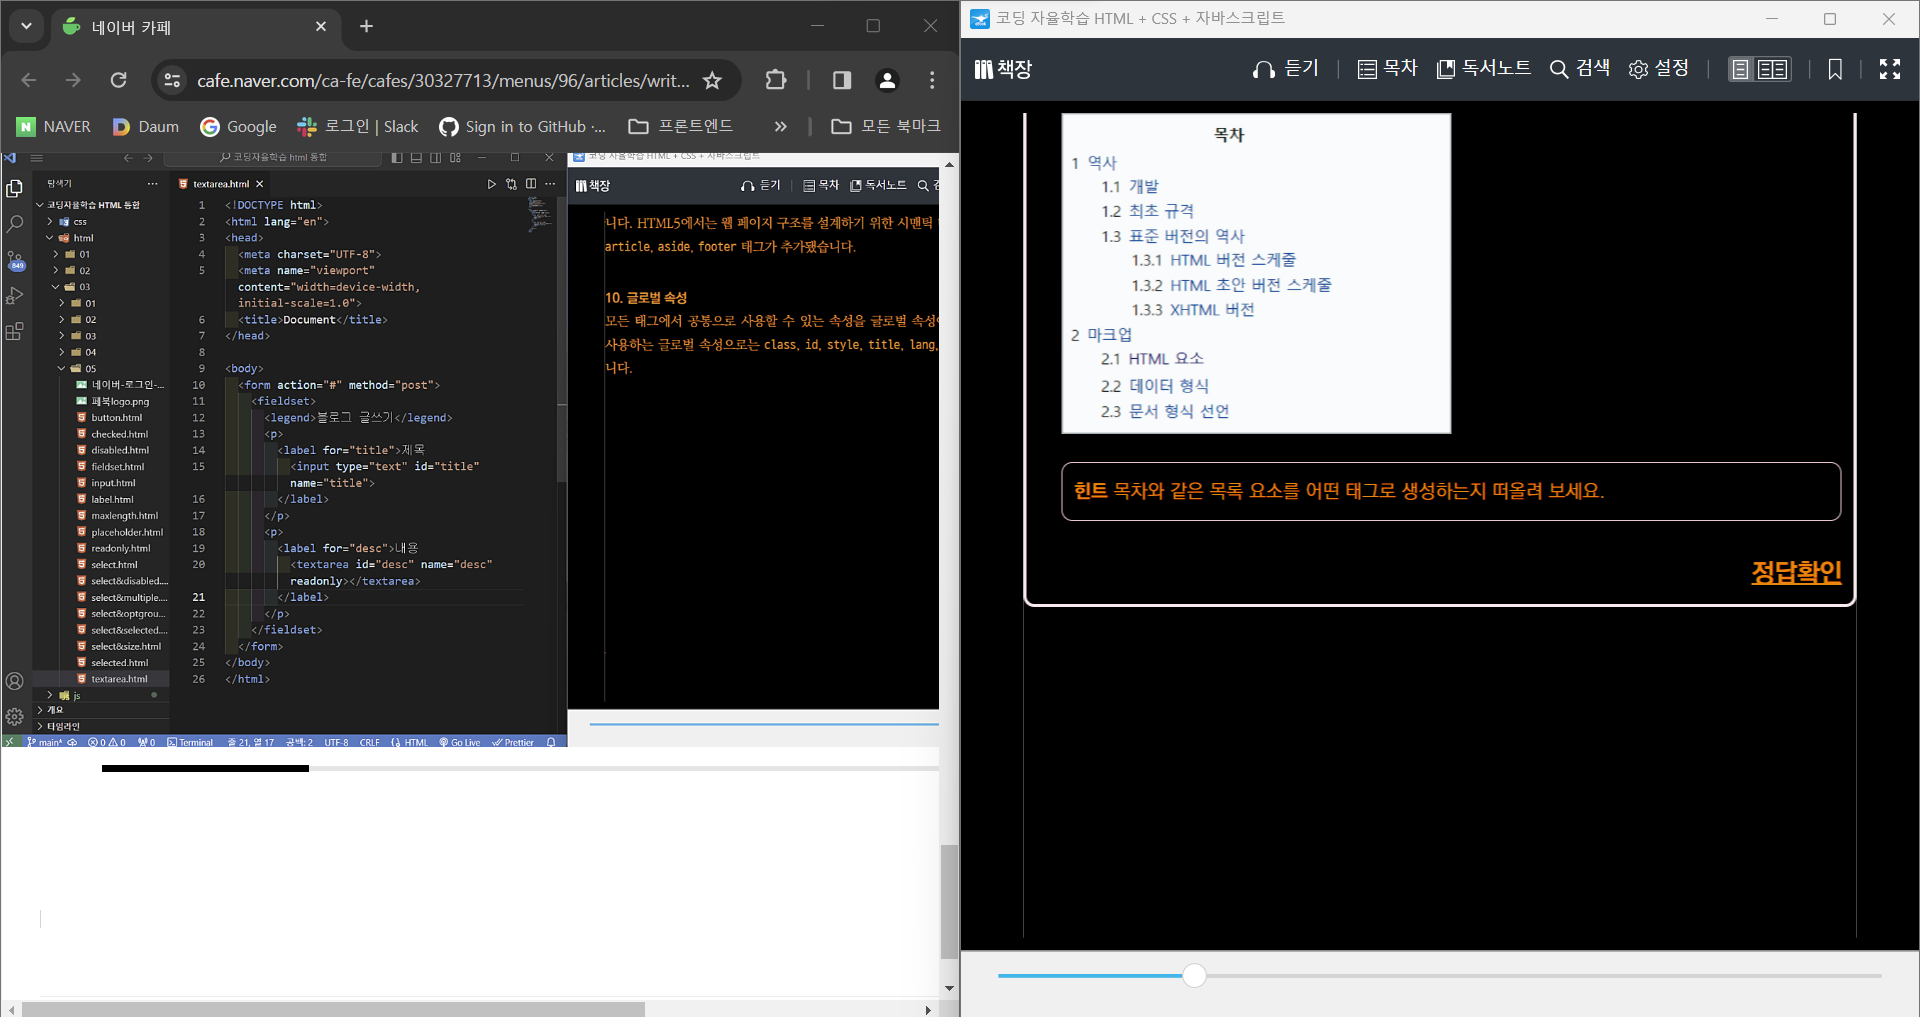 네이버 카페
cafe.naver.com/ca-fe/cafes/30327713/menus/96/articles/writ...
NAVER
Daum
Google
로그인 | Slack
Sign in to GitHub ·...
프론트엔드
»
모든 북마크
코딩자율학습 html 통합
탐색기
코딩자율학습 HTML 통합
css
html
01
02
03
01
02
03
04
05
네이버-로그인-...
페북logo.png
button.html
checked.html
disabled.html
fieldset.html
input.html
label.html
maxlength.html
placeholder.html
readonly.html
select.html
select&disabled....
select&multiple....
select&optgrou...
select&selected....
select&size.html
selected.html
textarea.html
js
개요
타임라인
849
textarea.html
1 <!DOCTYPE html>
2 <html lang="en">
3 <head>
4 <meta charset="UTF-8">
5 <meta name="viewport"
content="width=device-width,
initial-scale=1.0">
6 <title>Document</title>
7 </head>
8
9 <body>
10 <form action="#" method="post">
11 <fieldset>
12 <legend>블로그 글쓰기</legend>
13 <p>
14 <label for="title">제목
15 <input type="text" id="title"
name="title">
16 </label>
17 </p>
18 <p>
19 <label for="desc">내용
20 <textarea id="desc" name="desc"
readonly></textarea>
21 </label>
22 </p>
23 </fieldset>
24 </form>
25 </body>
26 </html>
main* 0 0 0 Terminal 줄 21, 열 17 공백: 2 UTF-8 CRLF HTML Go Live Prettier
코딩 자율학습 HTML + CSS + 자바스크립트
책장
듣기
목차
독서노트
니다. HTML5에서는 웹 페이지 구조를 설계하기 위한 시맨틱
article, aside, footer 태그가 추가됐습니다.
10. 글로벌 속성
모든 태그에서 공통으로 사용할 수 있는 속성을 글로벌 속성이
사용하는 글로벌 속성으로는 class, id, style, title, lang,
니다.
코딩 자율학습 HTML + CSS + 자바스크립트
책장
듣기
목차
독서노트
검색
설정
목차
1 역사
1.1 개발
1.2 최초 규격
1.3 표준 버전의 역사
1.3.1 HTML 버전 스케줄
1.3.2 HTML 초안 버전 스케줄
1.3.3 XHTML 버전
2 마크업
2.1 HTML 요소
2.2 데이터 형식
2.3 문서 형식 선언
힌트 목차와 같은 목록 요소를 어떤 태그로 생성하는지 떠올려 보세요.
정답확인